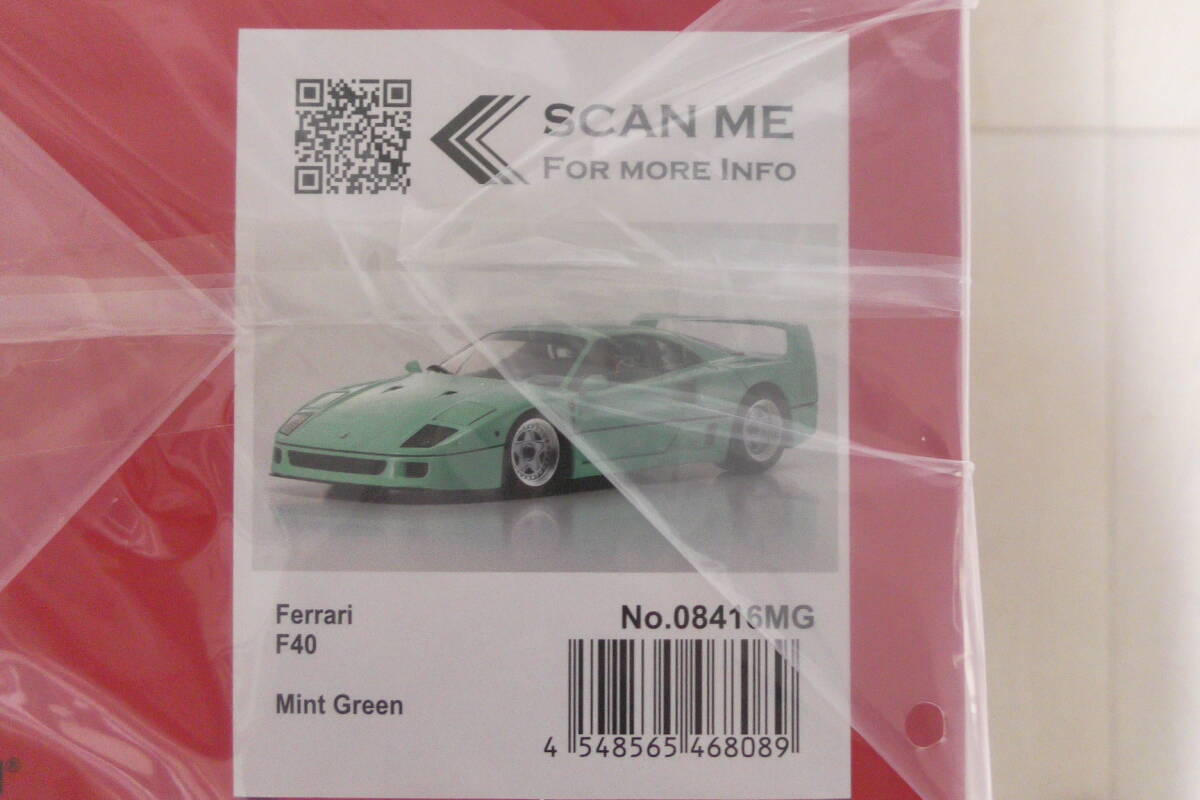 SCAN ME
FOR MORE INFO
Ferrari
F40
No.08416MG
Mint Green
4 548565 468089
®